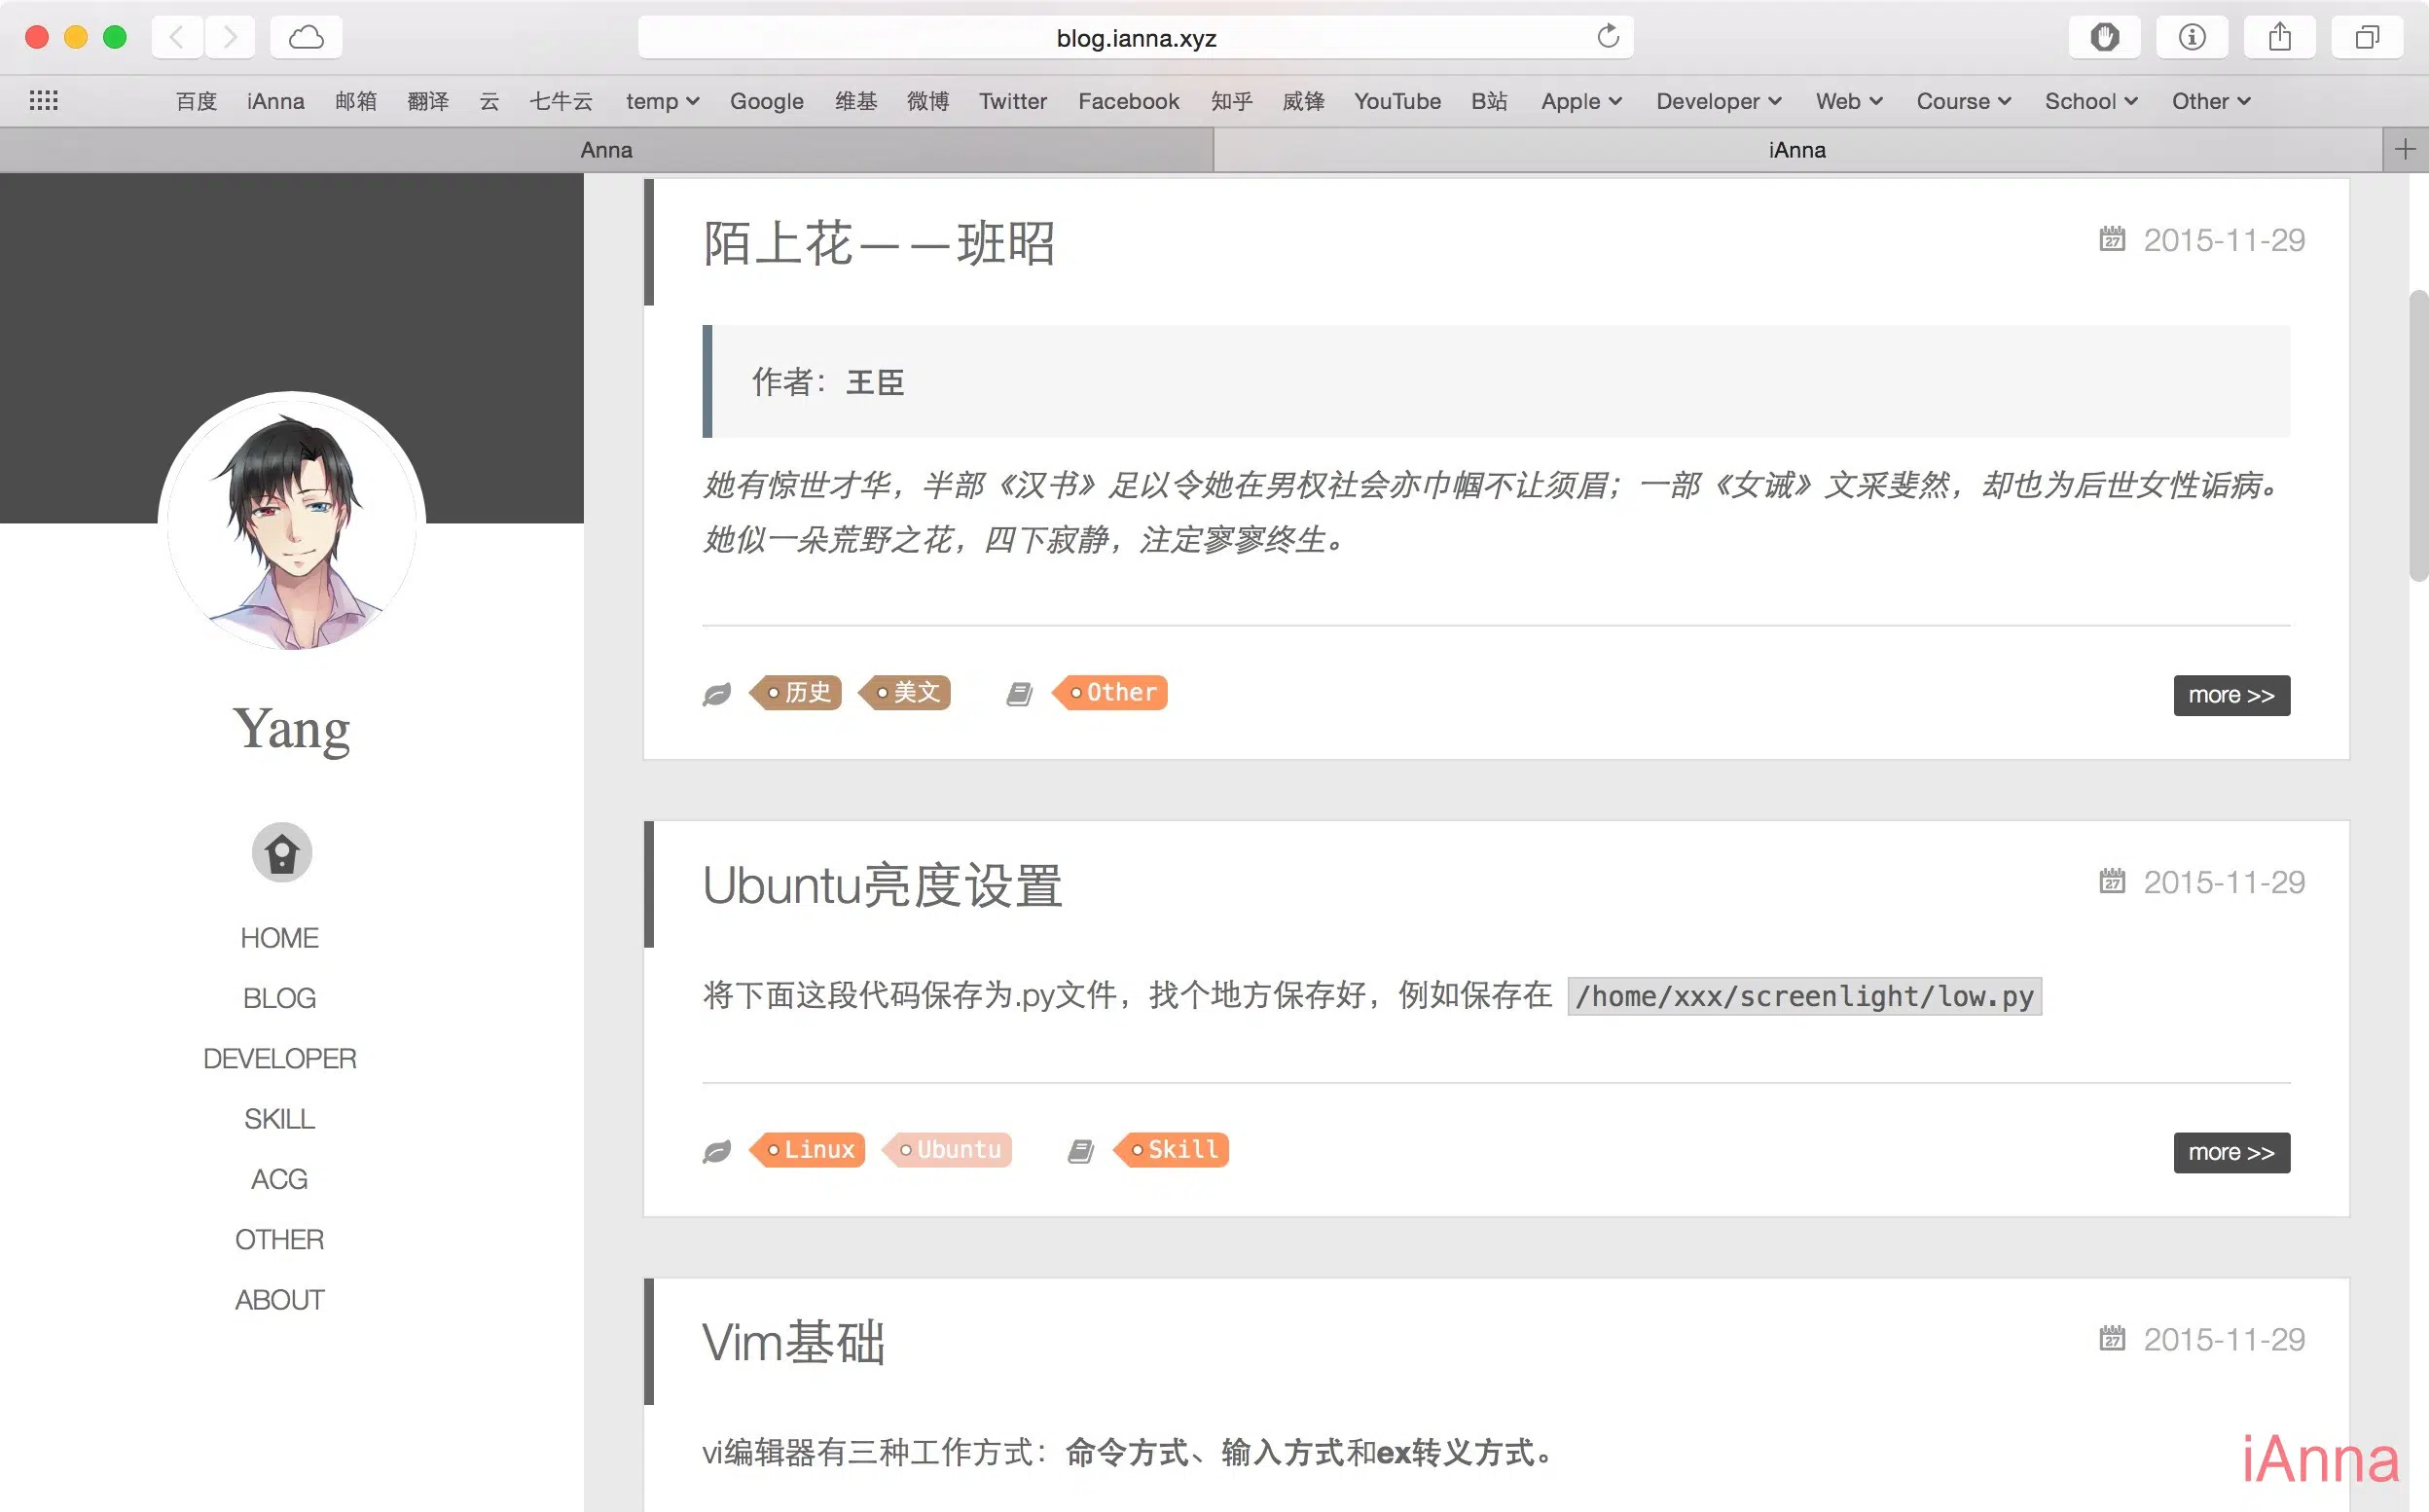 blog.ianna.xyz
百度 iAnna 邮箱 翻译 云 七牛云 temp Google 维基 微博 Twitter Facebook 知乎 威锋 YouTube B站 Apple Developer Web Course School Other
Anna iAnna
Yang
HOME
BLOG
DEVELOPER
SKILL
ACG
OTHER
ABOUT
陌上花——班昭 27 2015-11-29
作者：王臣
她有惊世才华，半部《汉书》足以令她在男权社会亦巾帼不让须眉；一部《女诫》文采斐然，却也为后世女性诟病。
她似一朵荒野之花，四下寂静，注定寥寥终生。
历史 美文 Other more >>
Ubuntu亮度设置 27 2015-11-29
将下面这段代码保存为.py文件，找个地方保存好，例如保存在 /home/xxx/screenlight/low.py
Linux Ubuntu Skill more >>
Vim基础 27 2015-11-29
vi编辑器有三种工作方式：命令方式、输入方式和ex转义方式。
iAnna